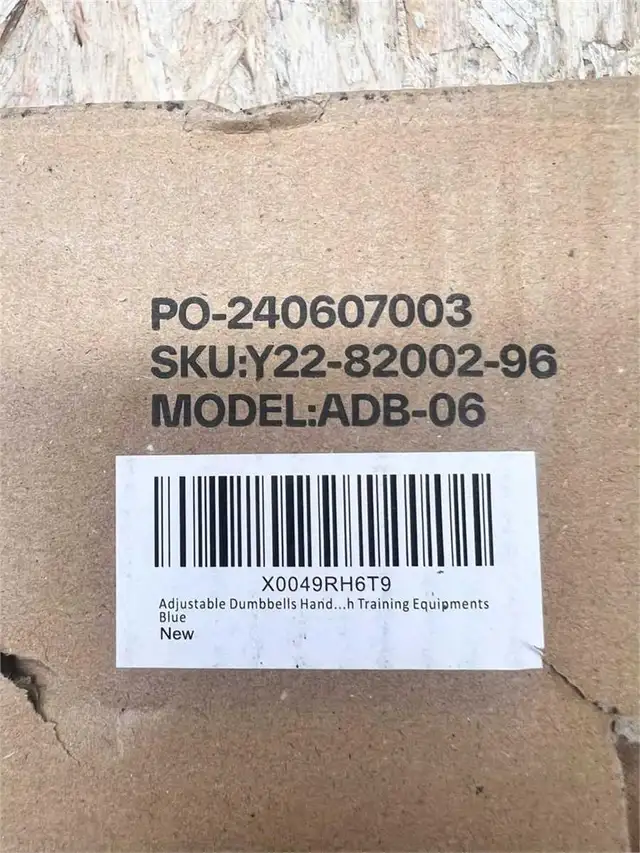 PO-240607003
SKU:Y22-82002-96
MODEL:ADB-06
X0049RH6T9
Adjustable Dumbbells Hand...h Training Equipments
Blue
New